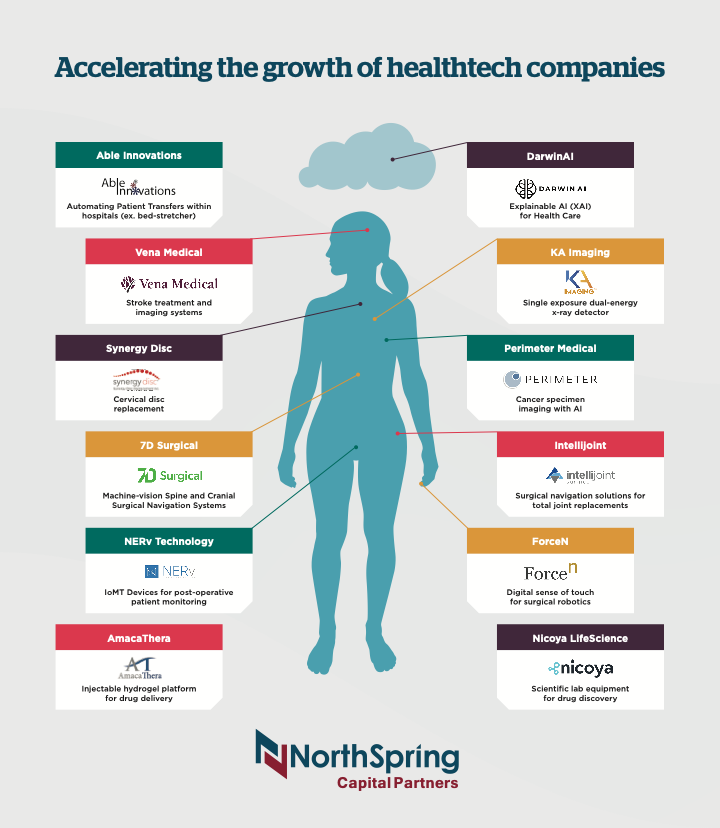 Accelerating the growth of healthtech companies
Able Innovations
Able
Innovations
Automating Patient Transfers within
hospitals (ex. bed-stretcher)
Vena Medical
Vena Medical
Stroke treatment and
imaging systems
Synergy Disc
synergy disc
Cervical disc
replacement
7D Surgical
7D Surgical
Machine-vision Spine and Cranial
Surgical Navigation Systems
NERv Technology
NERv
IoMT Devices for post-operative
patient monitoring
AmacaThera
AT
AmacaThera
Injectable hydrogel platform
for drug delivery
DarwinAI
DARWIN AI
Explainable AI (XAI)
for Health Care
KA Imaging
KA
IMAGING
Single exposure dual-energy
x-ray detector
Perimeter Medical
PERIMETER
Cancer specimen
imaging with AI
Intellijoint
intellijoint
Surgical navigation solutions for
total joint replacements
ForceN
Force n
Digital sense of touch
for surgical robotics
Nicoya LifeScience
nicoya
Scientific lab equipment
for drug discovery
NorthSpring
Capital Partners